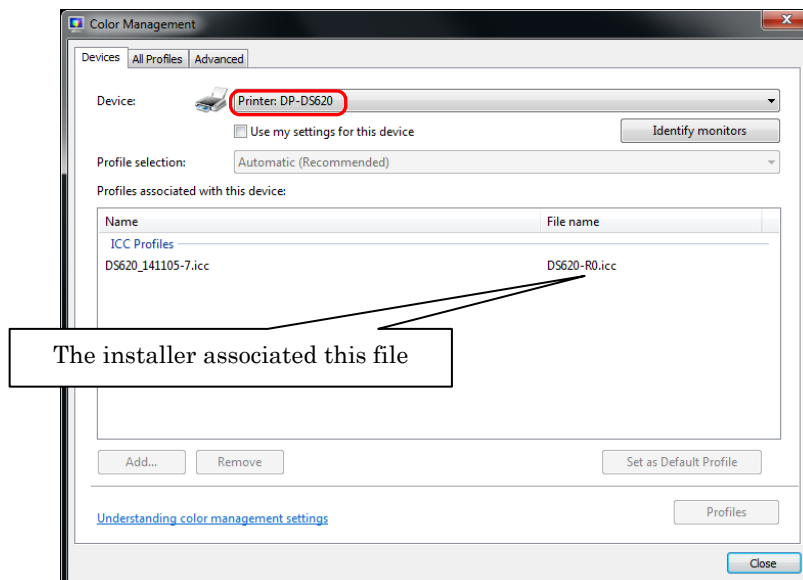 Color Management
Devices All Profiles Advanced
Device: Printer: DP-DS620
Use my settings for this device Identify monitors
Profile selection: Automatic (Recommended)
Profiles associated with this device:
Name File name
ICC Profiles
DS620_141105-7.icc DS620-R0.icc
The installer associated this file
Add... Remove Set as Default Profile
Understanding color management settings Profiles
Close